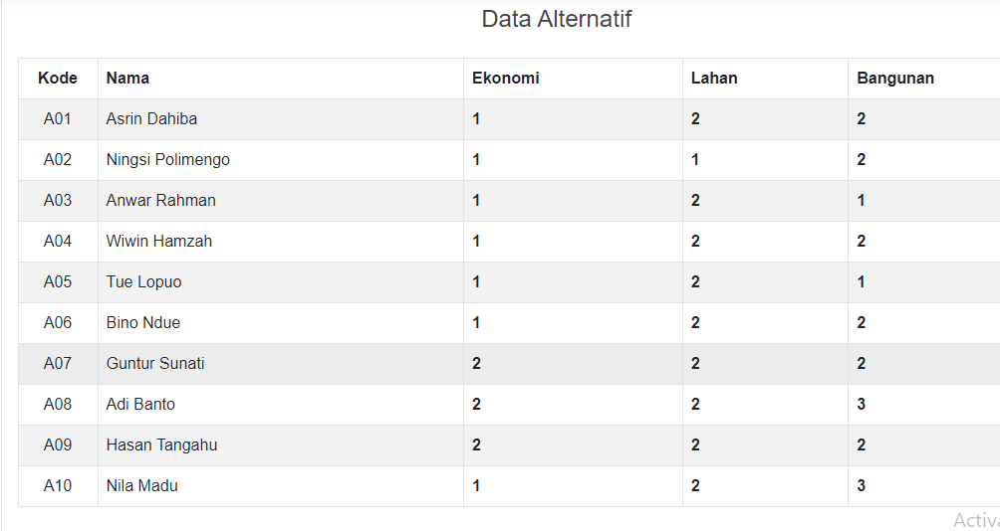 Data Alternatif
Kode Nama Ekonomi Lahan Bangunan
A01 Asrin Dahiba 1 2 2
A02 Ningsi Polimengo 1 1 2
A03 Anwar Rahman 1 2 1
A04 Wiwin Hamzah 1 2 2
A05 Tue Lopuo 1 2 1
A06 Bino Ndue 1 2 2
A07 Guntur Sunati 2 2 2
A08 Adi Banto 2 2 3
A09 Hasan Tangahu 2 2 2
A10 Nila Madu 1 2 3